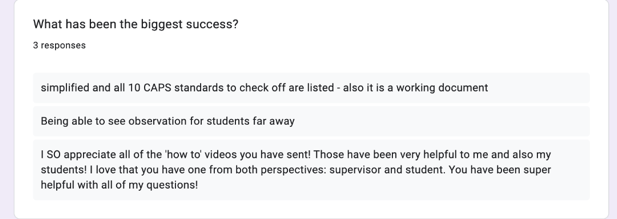 What has been the biggest success?
3 responses
simplified and all 10 CAPS standards to check off are listed - also it is a working document
Being able to see observation for students far away
I SO appreciate all of the 'how to' videos you have sent! Those have been very helpful to me and also my
students! I love that you have one from both perspectives: supervisor and student. You have been super
helpful with all of my questions!